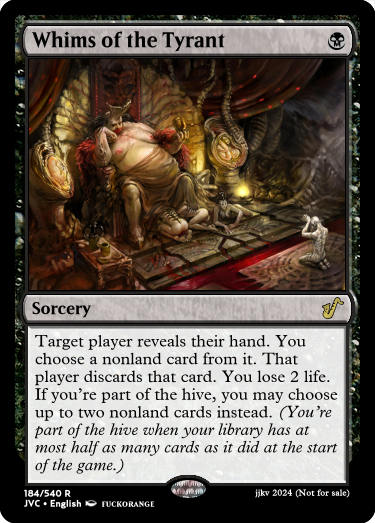 Whims of the Tyrant
Sorcery
Target player reveals their hand. You
choose a nonland card from it. That
player discards that card. You lose 2 life.
If you're part of the hive, you may choose
up to two nonland cards instead. (You're
part of the hive when your library has at
most half as many cards as it did at the start
of the game.)
184/540 R
JVC • English FUCKORANGE
jjkv 2024 (Not for sale)